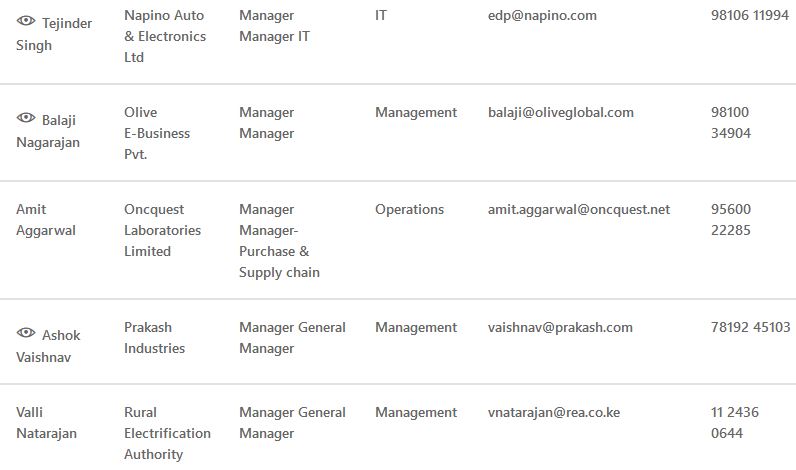 Tejinder Singh Napino Auto & Electronics Ltd Manager Manager IT IT edp@napino.com 98106 11994
Balaji Nagarajan Olive E-Business Pvt. Manager Manager Management balaji@oliveglobal.com 98100 34904
Amit Aggarwal Oncquest Laboratories Limited Manager Manager- Purchase & Supply chain Operations amit.aggarwal@oncquest.net 95600 22285
Ashok Vaishnav Prakash Industries Manager General Manager Management vaishnav@prakash.com 78192 45103
Valli Natarajan Rural Electrification Authority Manager General Manager Management vnatarajan@rea.co.ke 11 2436 0644